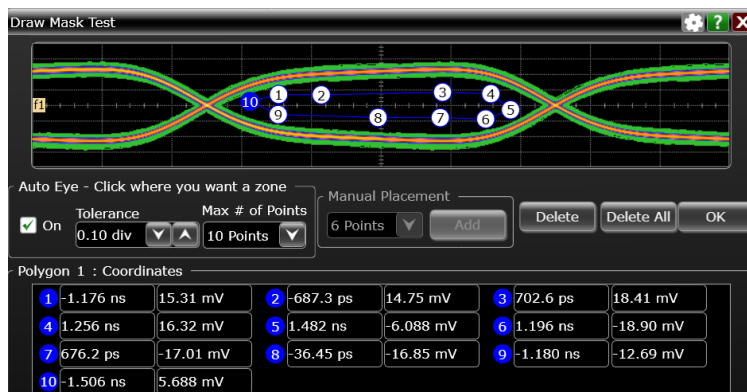 Draw Mask Test ?
1 2 3 4
f1 10 5
9 8 7 6
Auto Eye - Click where you want a zone
On Tolerance Max # of Points
0.10 div 10 Points
Manual Placement
6 Points Add
Delete Delete All OK
Polygon 1 : Coordinates
1 -1.176 ns 15.31 mV 2 -687.3 ps 14.75 mV 3 702.6 ps 18.41 mV
4 1.256 ns 16.32 mV 5 1.482 ns -6.088 mV 6 1.196 ns -18.90 mV
7 676.2 ps -17.01 mV 8 -36.45 ps -16.85 mV 9 -1.180 ns -12.69 mV
10 -1.506 ns 5.688 mV